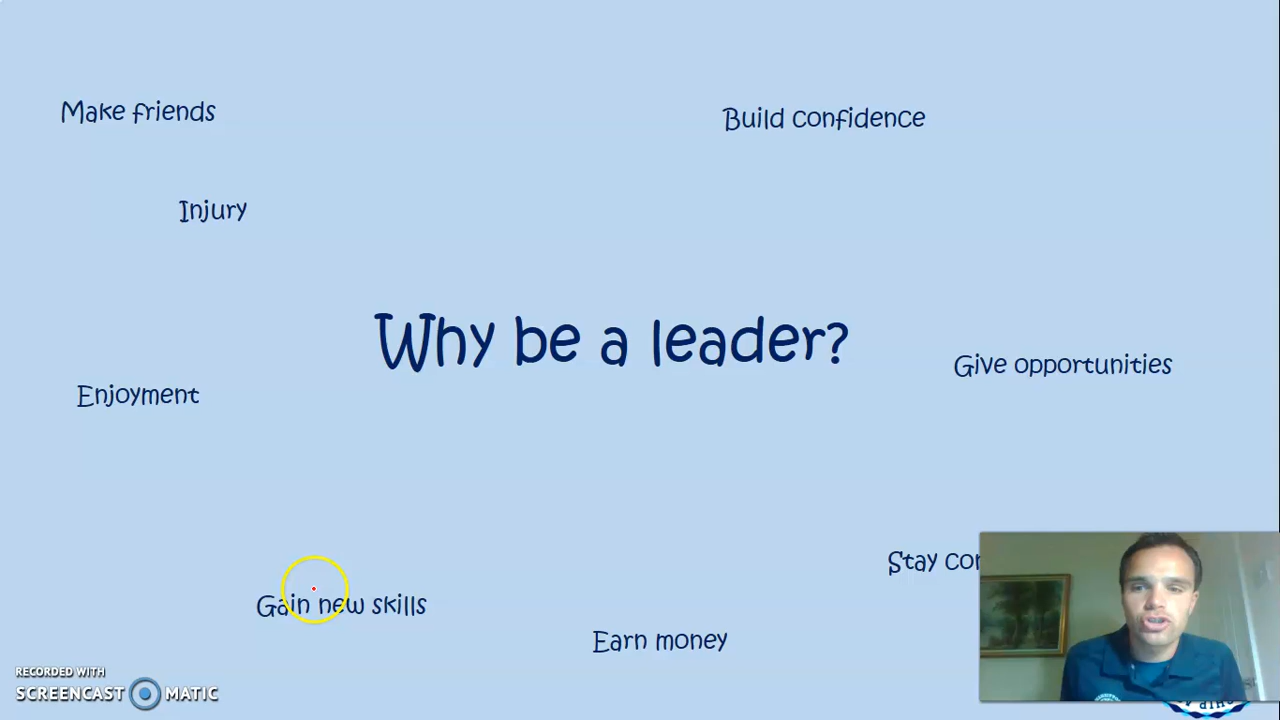 Make friends
Build confidence
Injury
Why be a leader?
Give opportunities
Enjoyment
Stay
Gain new skills
Earn money
RECORDED WITH
SCREENCAST MATIC